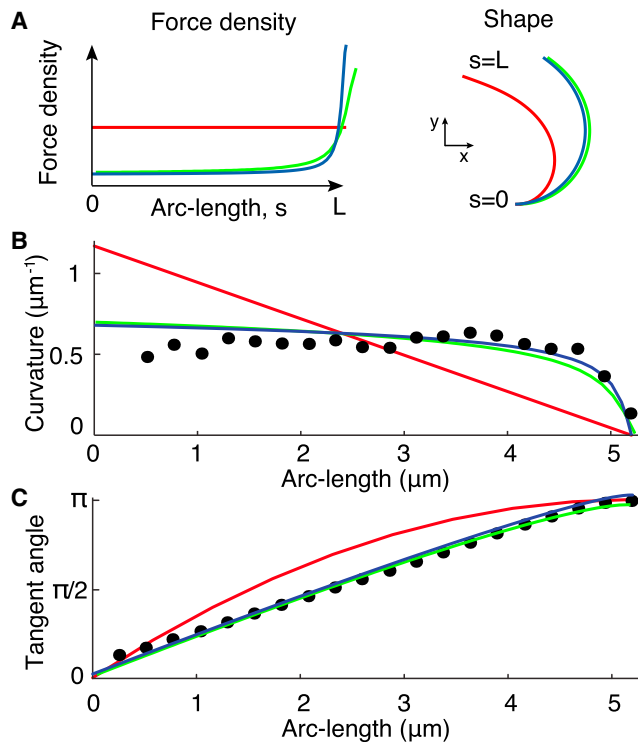 A
Force density
Shape
Force density
0
Arc-length, s
L
s=L
y
x
s=0
B
Curvature (μm⁻¹)
1
0.5
0
1
2
3
4
5
Arc-length (μm)
C
Tangent angle
π
π/2
0
0
1
2
3
4
5
Arc-length (μm)